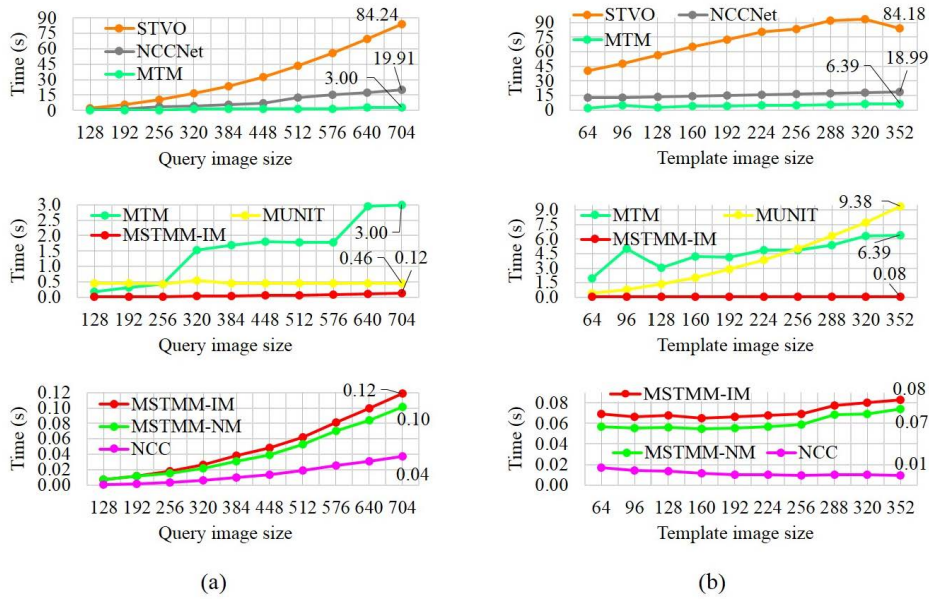 90
75
60
45
30
15
0
Time (s)
STVO
NCCNet
MTM
84.24
19.91
3.00
128 192 256 320 384 448 512 576 640 704
Query image size
90
75
60
45
30
15
0
Time (s)
STVO
NCCNet
MTM
84.18
6.39
18.99
64 96 128 160 192 224 256 288 320 352
Template image size
3.0
2.5
2.0
1.5
1.0
0.5
0.0
Time (s)
MTM
MUNIT
MSTMM-IM
3.00
0.46
0.12
128 192 256 320 384 448 512 576 640 704
Query image size
9.0
7.5
6.0
4.5
3.0
1.5
0.0
Time (s)
MTM
MUNIT
MSTMM-IM
9.38
6.39
0.08
64 96 128 160 192 224 256 288 320 352
Template image size
0.12
0.10
0.08
0.06
0.04
0.02
0.00
Time (s)
MSTMM-IM
MSTMM-NM
NCC
0.12
0.10
0.04
128 192 256 320 384 448 512 576 640 704
Query image size
0.08
0.06
0.04
0.02
0.00
Time (s)
MSTMM-IM
MSTMM-NM
NCC
0.08
0.07
0.01
64 96 128 160 192 224 256 288 320 352
Template image size
(a)
(b)